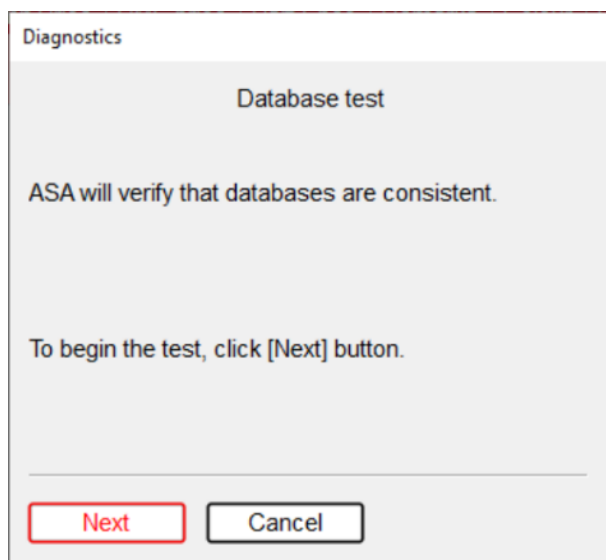 Diagnostics
Database test
ASA will verify that databases are consistent.
To begin the test, click [Next] button.
Next
Cancel